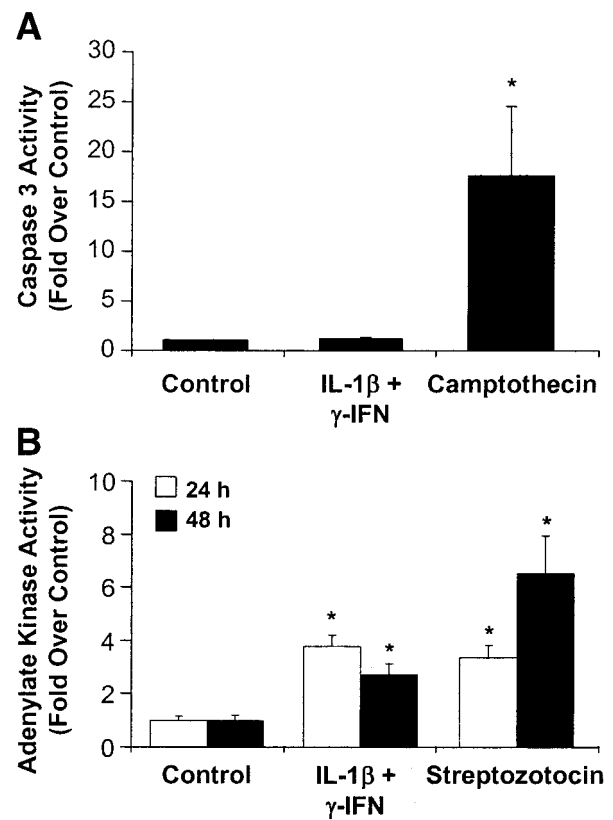 A
Caspase 3 Activity
(Fold Over Control)
30
25
20
15
10
5
0
*
Control
IL-1β +
γ-IFN
Camptothecin
B
Adenylate Kinase Activity
(Fold Over Control)
10
8
6
4
2
0
24 h
48 h
*
*
*
*
Control
IL-1β +
γ-IFN
Streptozotocin